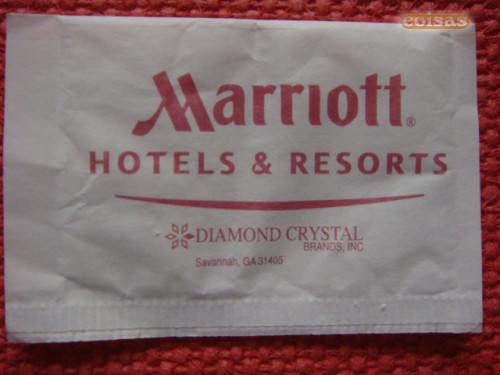 coisas
Marriott®
HOTELS & RESORTS
DIAMOND CRYSTAL
BRANDS, INC.
Savannah, GA 31405